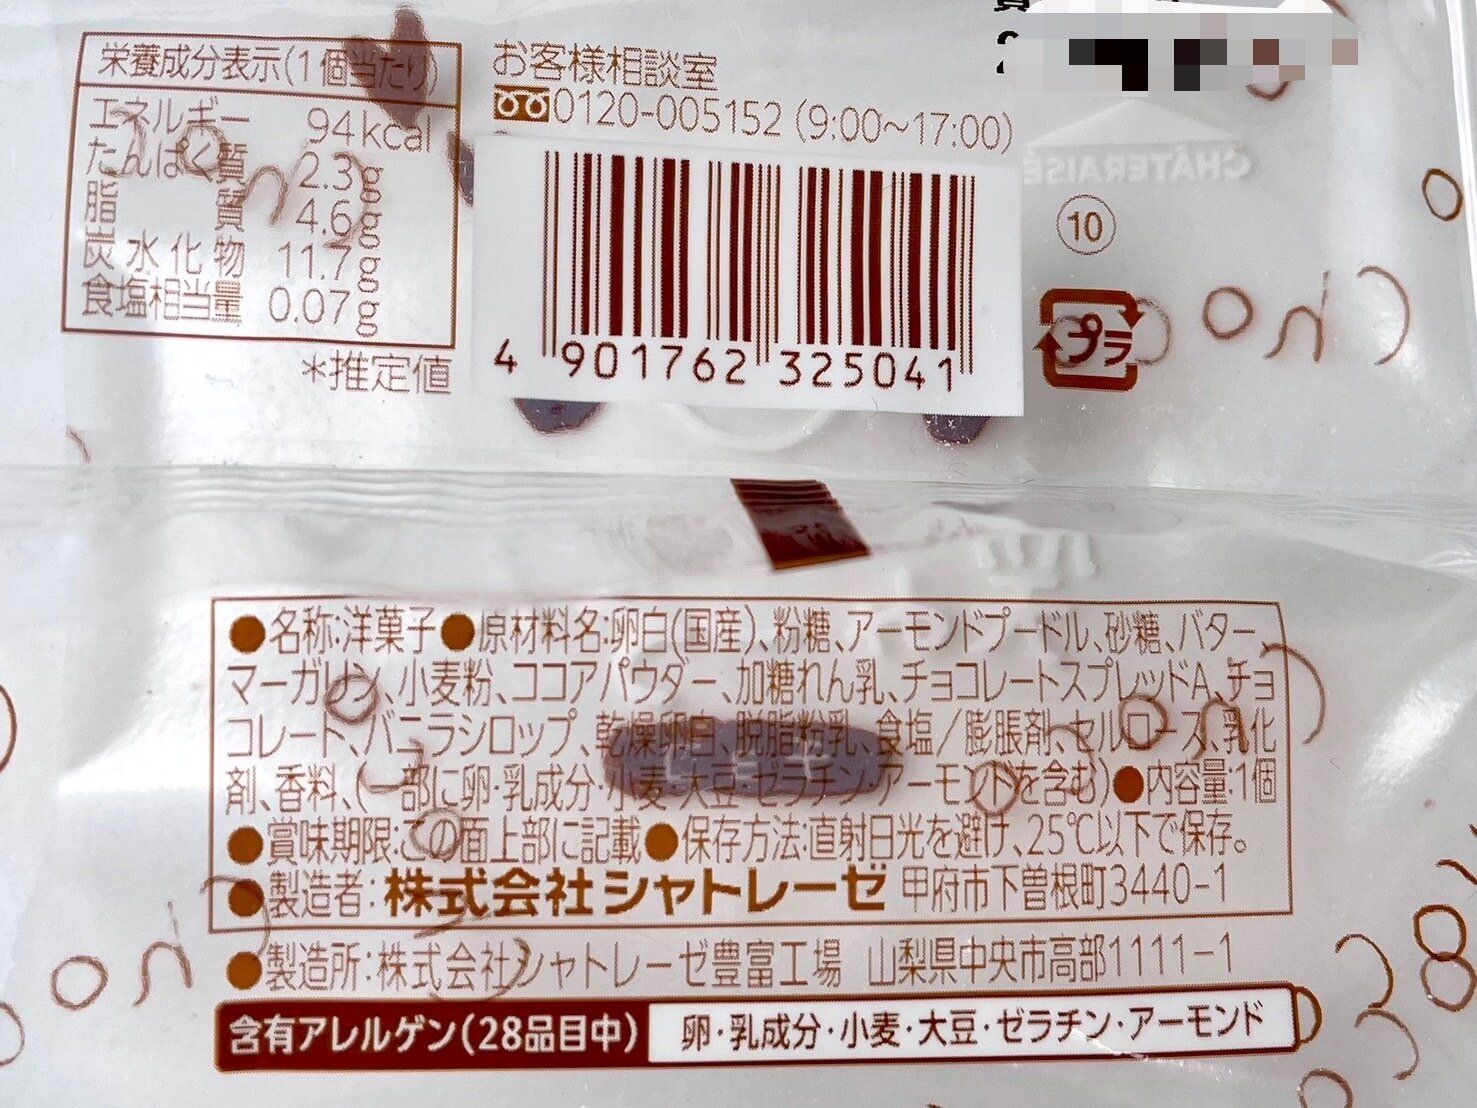 栄養成分表示(1個当たり)
エネルギー 94kcal
たんぱく質 2.3g
脂質 4.6g
炭水化物 11.7g
食塩相当量 0.07g
*推定値
お客様相談室
0120-005152 (9:00~17:00)
4 901762 325041
CHÂTERAISÉ
10
プラ
●名称:洋菓子●原材料名:卵白(国産)、粉糖、アーモンドプードル、砂糖、バター、
マーガリン、小麦粉、ココアパウダー、加糖れん乳、チョコレートスプレッドA、チョ
コレート、バニラシロップ、乾燥卵白、脱脂粉乳、食塩/膨脹剤、セルロース、乳化
剤、香料、(一部に卵・乳成分・小麦・大豆・ゼラチン・アーモンドを含む)●内容量:1個
●賞味期限:この面上部に記載●保存方法:直射日光を避け、25℃以下で保存。
●製造者:株式会社シャトレーゼ 甲府市下曽根町3440-1
●製造所:株式会社シャトレーゼ豊富工場 山梨県中央市高部1111-1
含有アレルゲン(28品目中) 卵・乳成分・小麦・大豆・ゼラチン・アーモンド